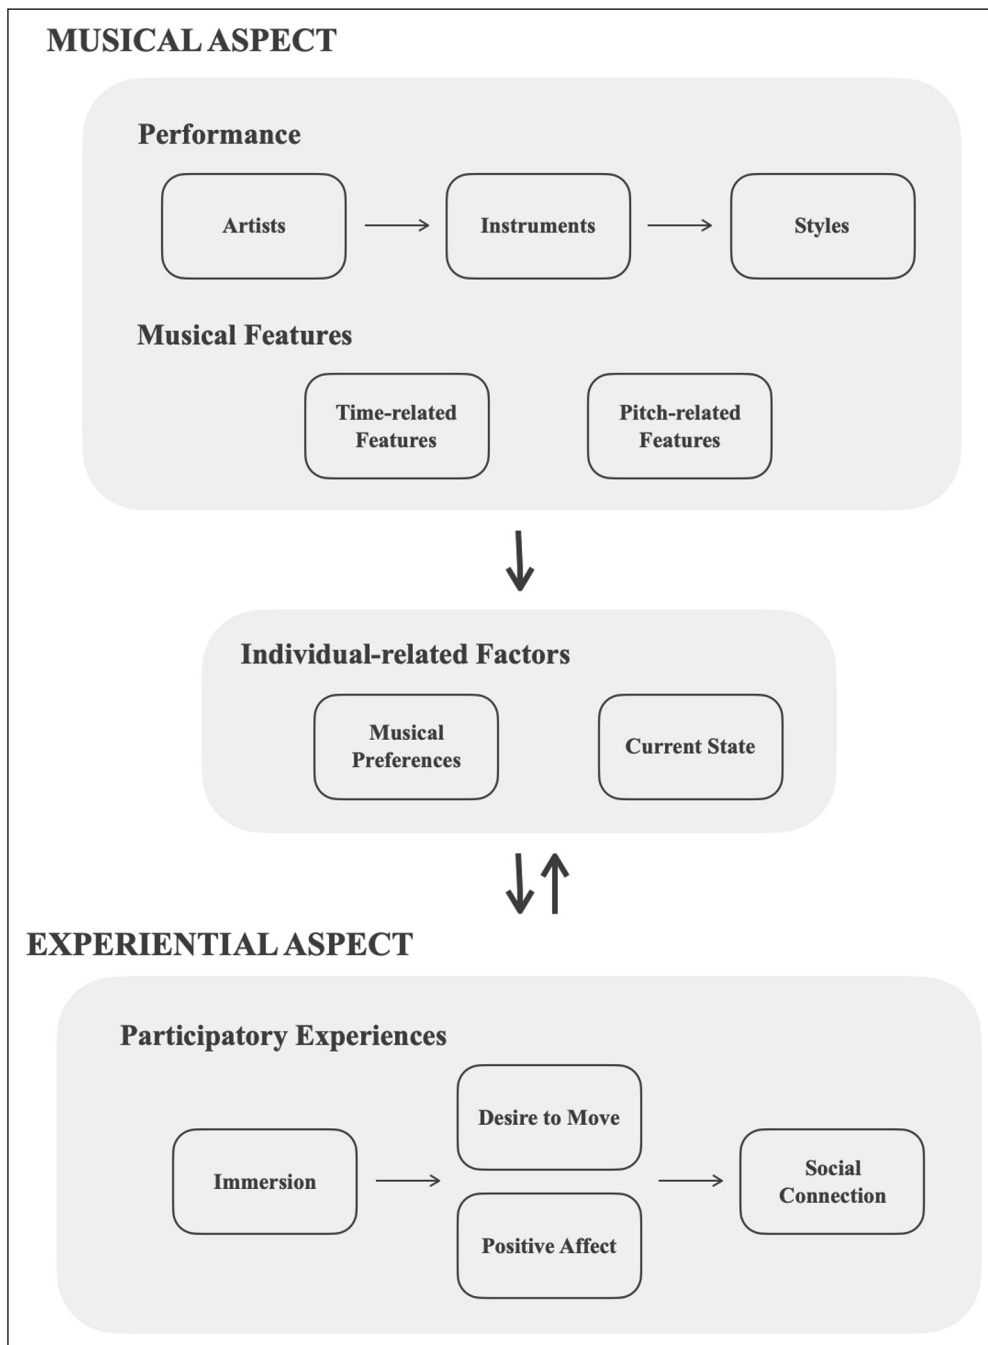 MUSICAL ASPECT
Performance
Artists
Instruments
Styles
Musical Features
Time-related
Features
Pitch-related
Features
Individual-related Factors
Musical
Preferences
Current State
EXPERIENTIAL ASPECT
Participatory Experiences
Immersion
Desire to Move
Positive Affect
Social
Connection